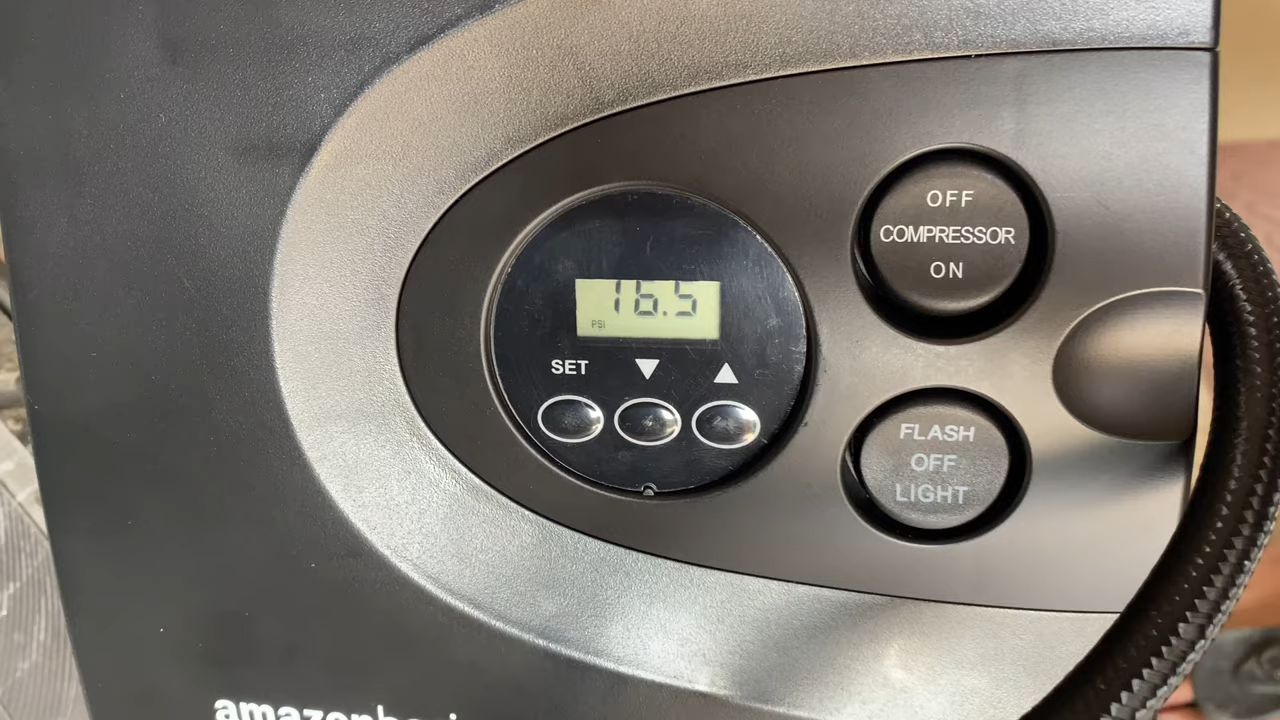 16.5
PSI
SET ▼ ▲
OFF
COMPRESSOR
ON
FLASH
OFF
LIGHT